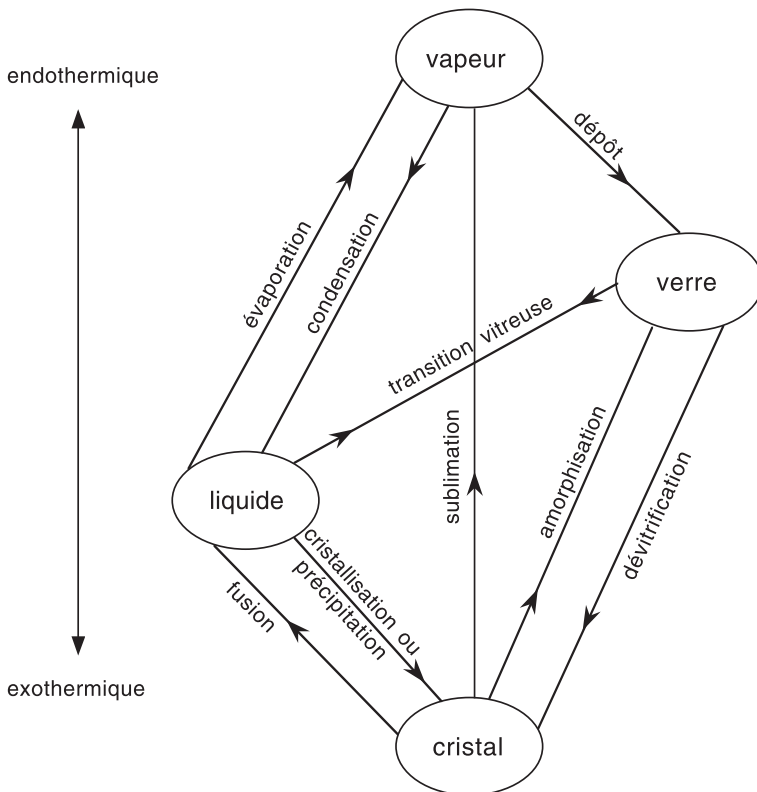 vapeur
endothermique
dépôt
évaporation
condensation
verre
transition vitreuse
sublimation
amorphisation
dévitrification
liquide
cristallisation ou
précipitation
fusion
exothermique
cristal